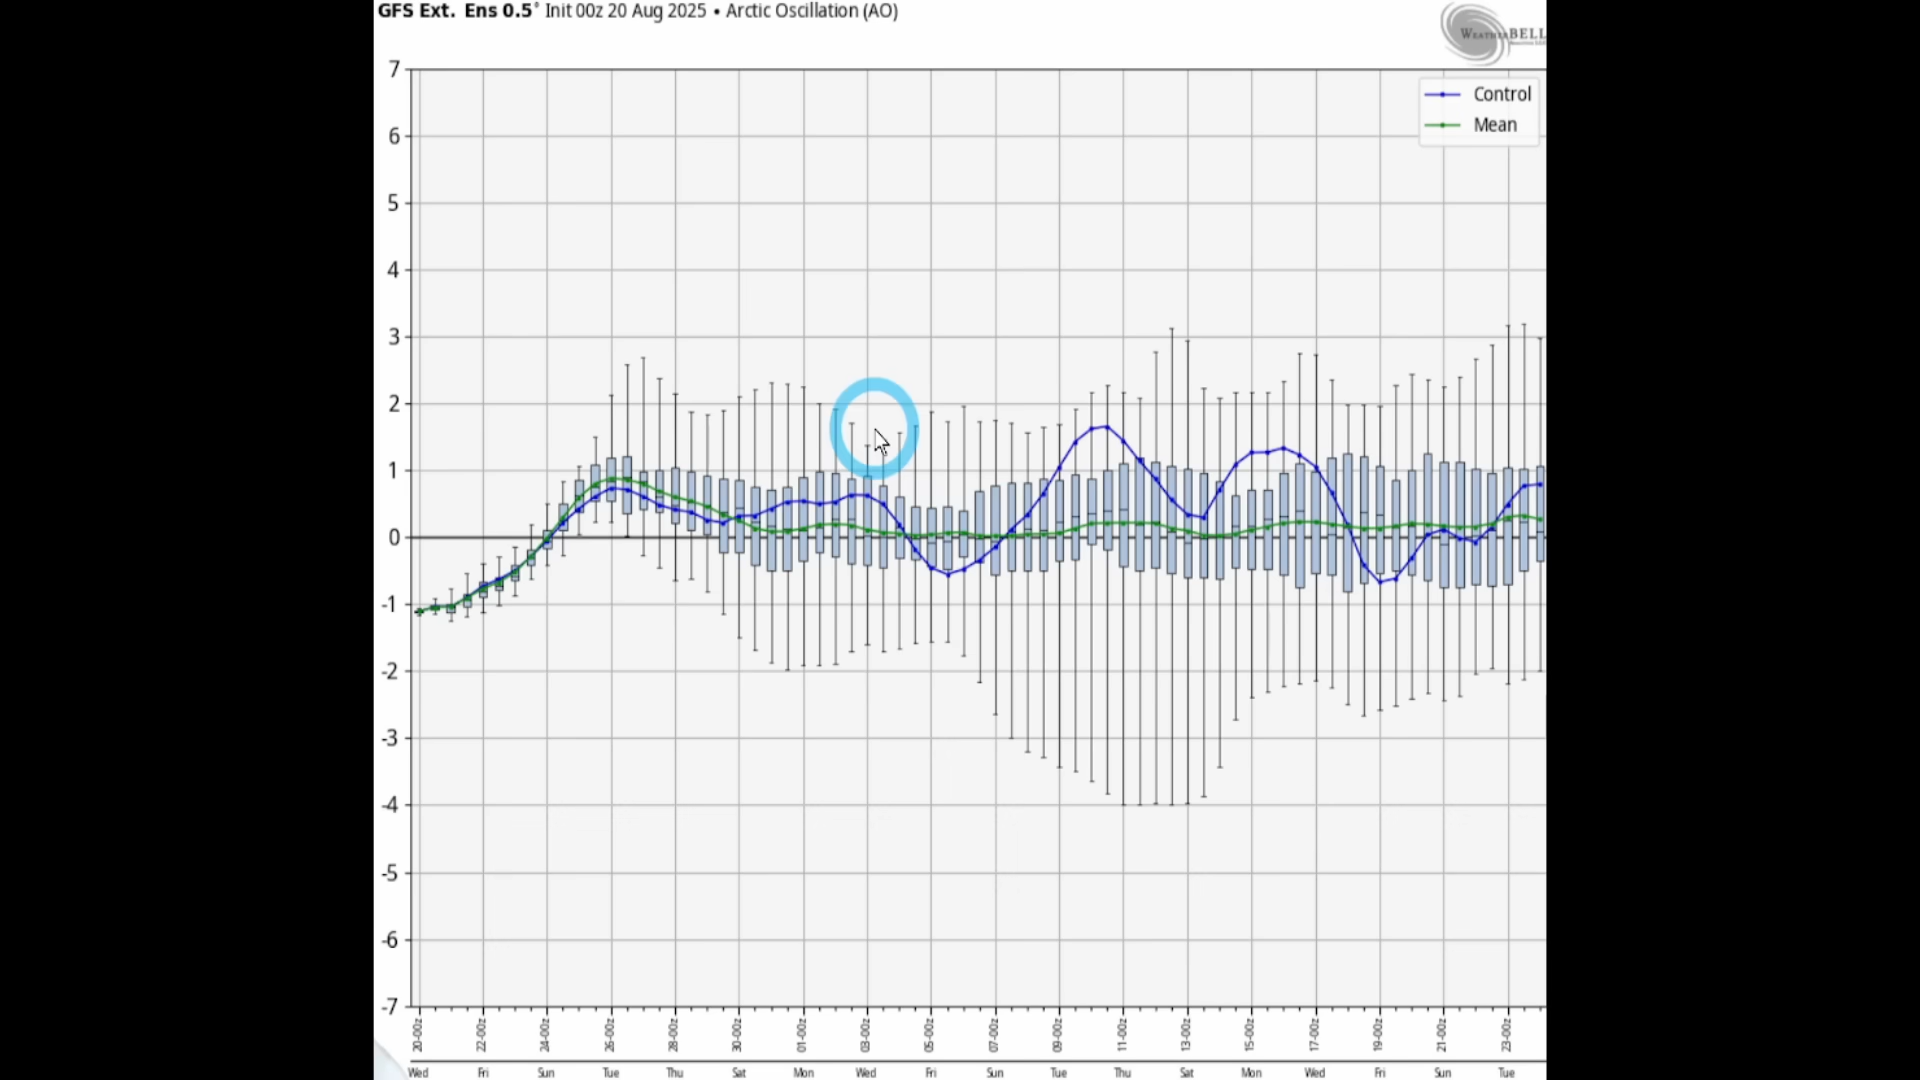 GFS Ext. Ens 0.5° Init 00z 20 Aug 2025 • Arctic Oscillation (AO)
WEATHERBELL
7
Control
Mean
6
5
4
3
2
1
0
-1
-2
-3
-4
-5
-6
-7
20-00z 22-00z 24-00z 26-00z 28-00z 30-00z 01-00z 03-00z 05-00z 07-00z 09-00z 11-00z 13-00z 15-00z 17-00z 19-00z 21-00z 23-00z
Wed Fri Sun Tue Thu Sat Mon Wed Fri Sun Tue Thu Sat Mon Wed Fri Sun Tue